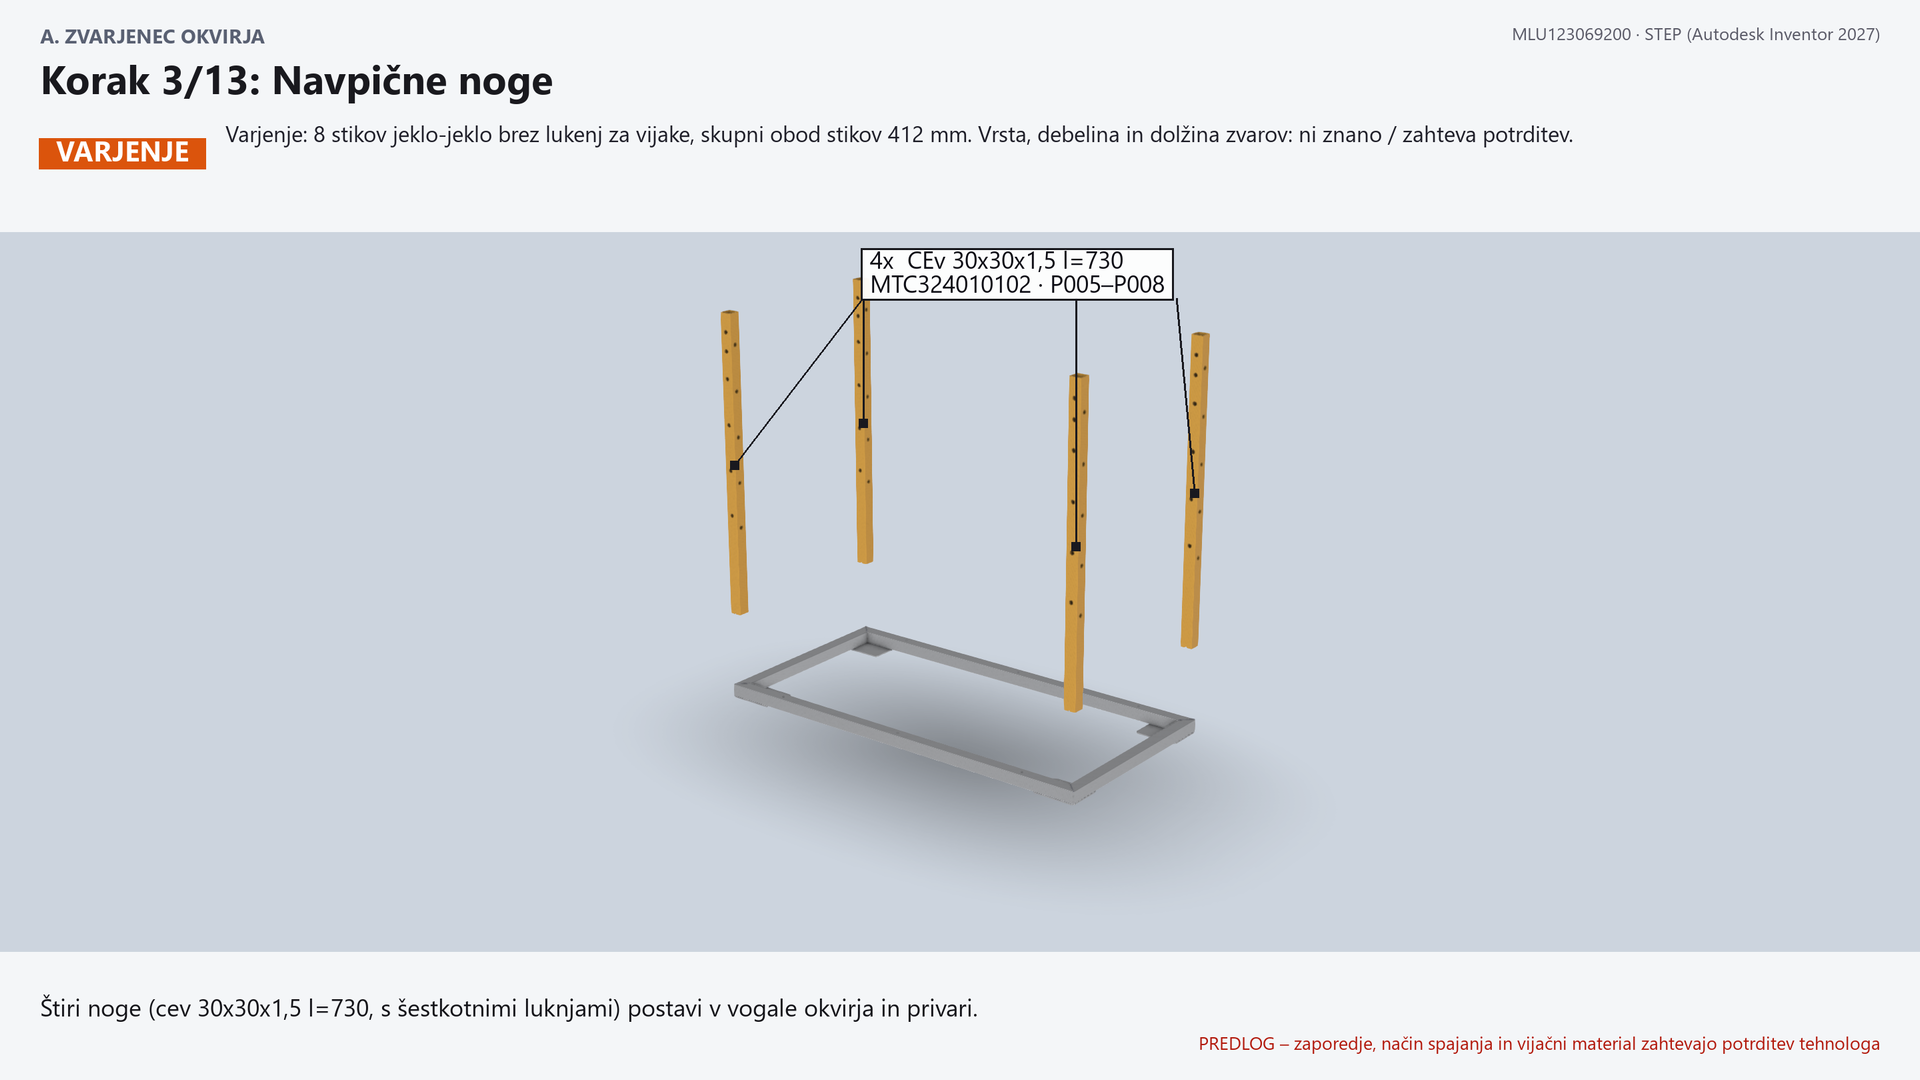 A. ZVARJENEC OKVIRJA
MLU123069200 · STEP (Autodesk Inventor 2027)
Korak 3/13: Navpične noge
VARJENJE
Varjenje: 8 stikov jeklo-jeklo brez lukenj za vijake, skupni obod stikov 412 mm. Vrsta, debelina in dolžina zvarov: ni znano / zahteva potrditev.
4x  CEv 30x30x1,5 l=730
MTC324010102 · P005–P008
Štiri noge (cev 30x30x1,5 l=730, s šestkotnimi luknjami) postavi v vogale okvirja in privari.
PREDLOG – zaporedje, način spajanja in vijačni material zahtevajo potrditev tehnologa